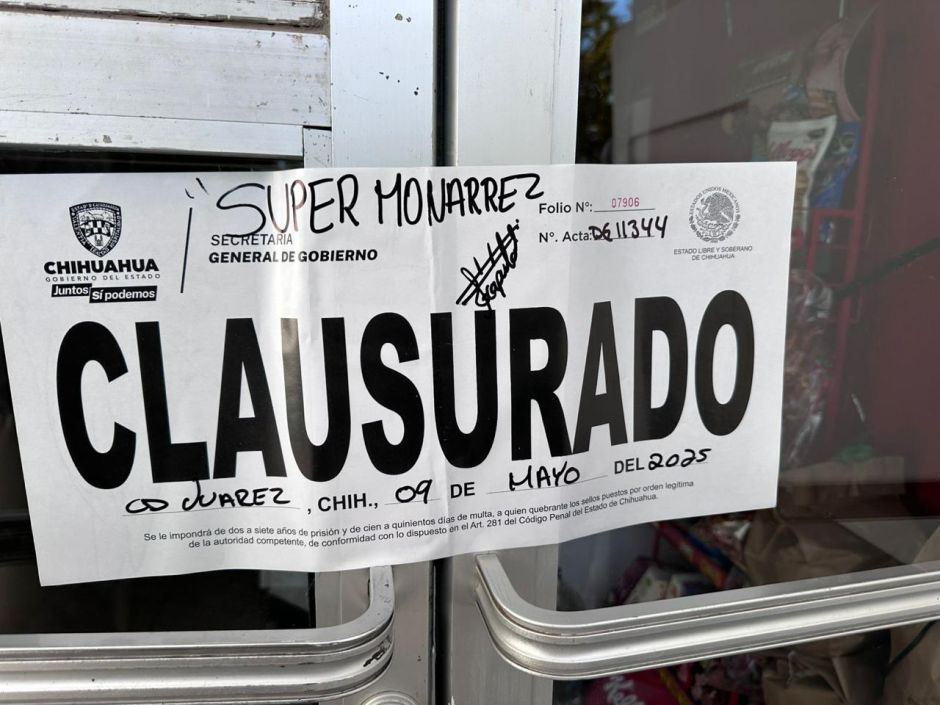 ¡SUPER MONARREZ
Folio N°: 07906
N°. Acta: DE11344
SECRETARIA
GENERAL DE GOBIERNO
CHIHUAHUA
GOBIERNO DEL ESTADO
Juntos Sí podemos
ESTADOS UNIDOS MEXICANOS
ESTADO LIBRE Y SOBERANO
DE CHIHUAHUA
CLAUSURADO
CD JUAREZ, CHIH., 09 DE MAYO DEL 2025
Se le impondrá de dos a siete años de prisión y de cien a quinientos días de multa, a quien quebrante los sellos puestos por orden legítima
de la autoridad competente, de conformidad con lo dispuesto en el Art. 281 del Código Penal del Estado de Chihuahua.